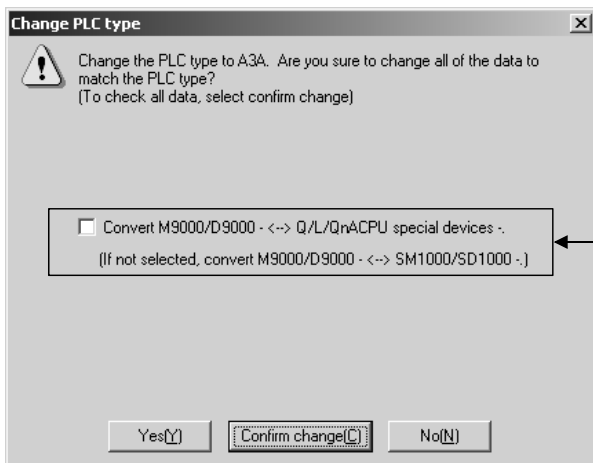 Change PLC type
Change the PLC type to A3A. Are you sure to change all of the data to
match the PLC type?
(To check all data, select confirm change)
Convert M9000/D9000 - <--> Q/L/QnACPU special devices -.
(If not selected, convert M9000/D9000 - <--> SM1000/SD1000 -.)
Yes(Y) Confirm change(C) No(N)